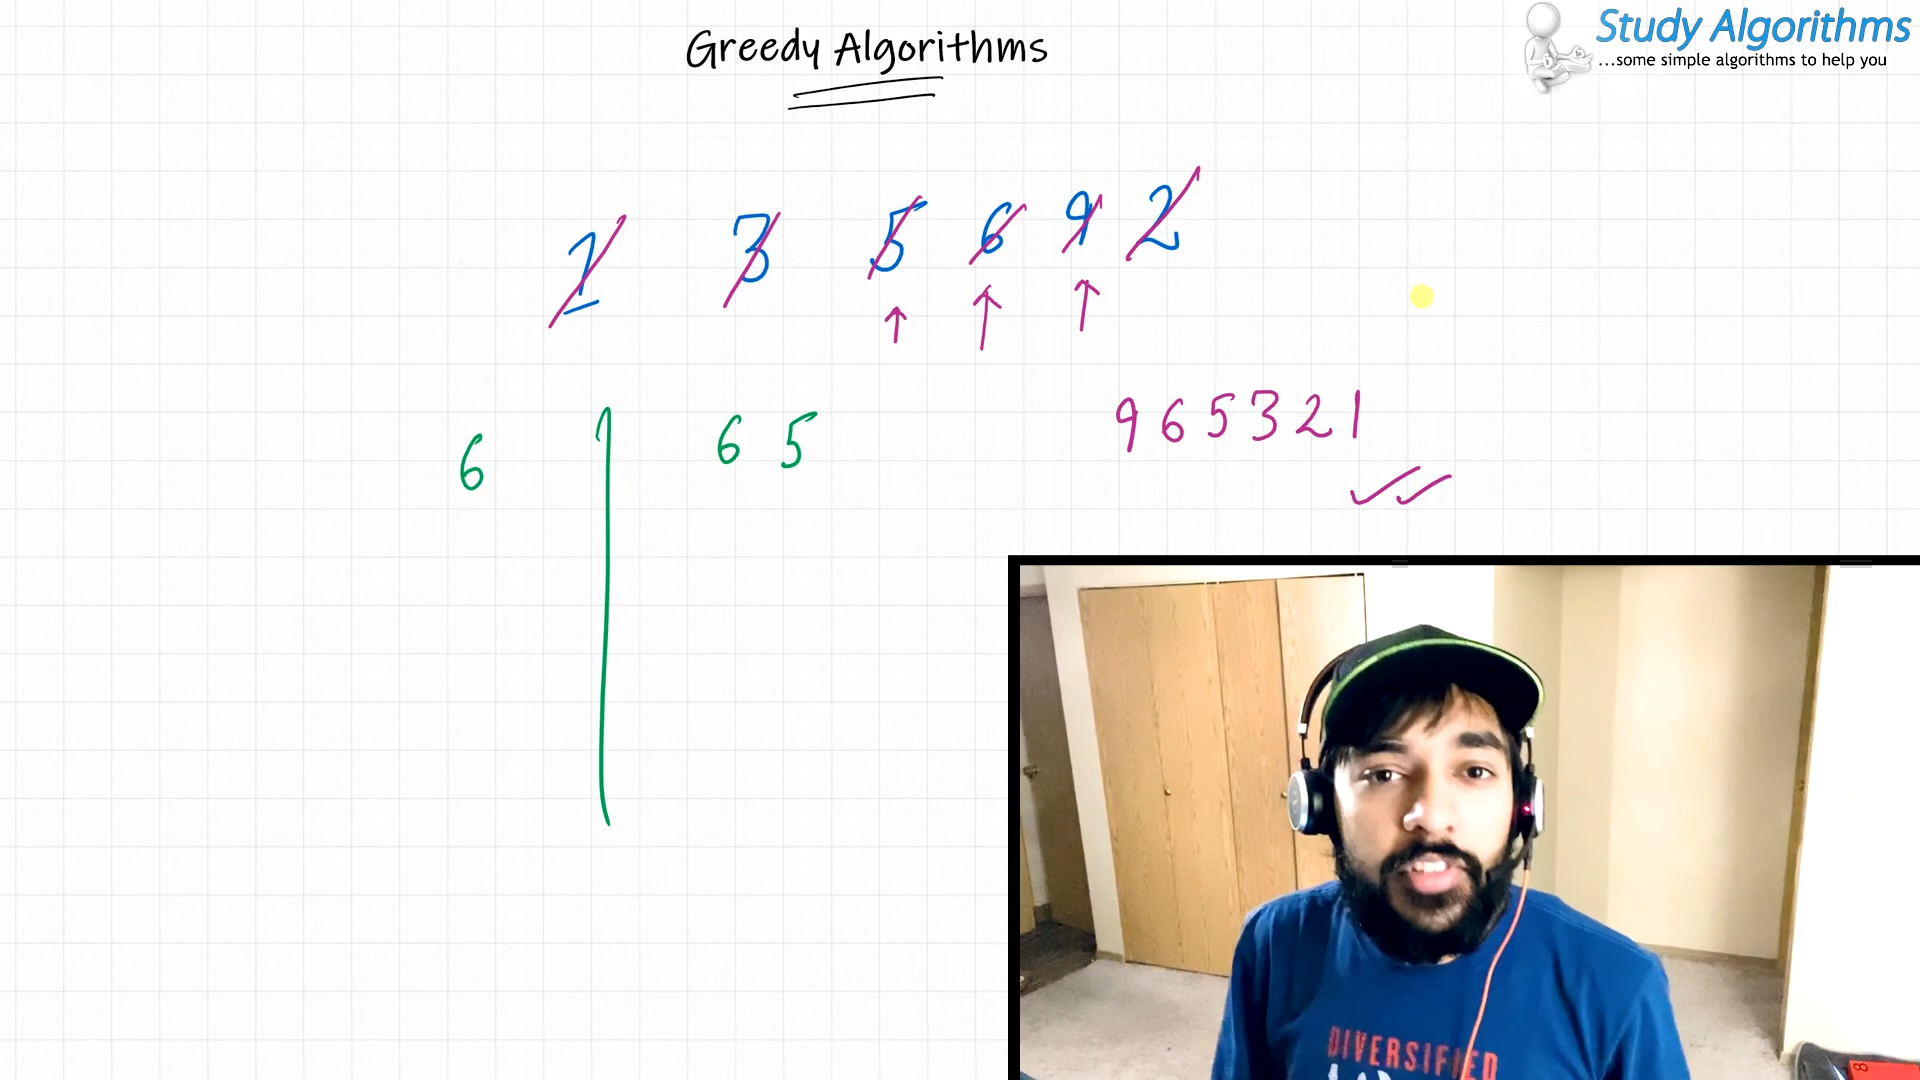 Greedy Algorithms
Study Algorithms
...some simple algorithms to help you
1 3 5 6 9 2
6
6 5
9 6 5 3 2 1
DIVERSIFIED
8